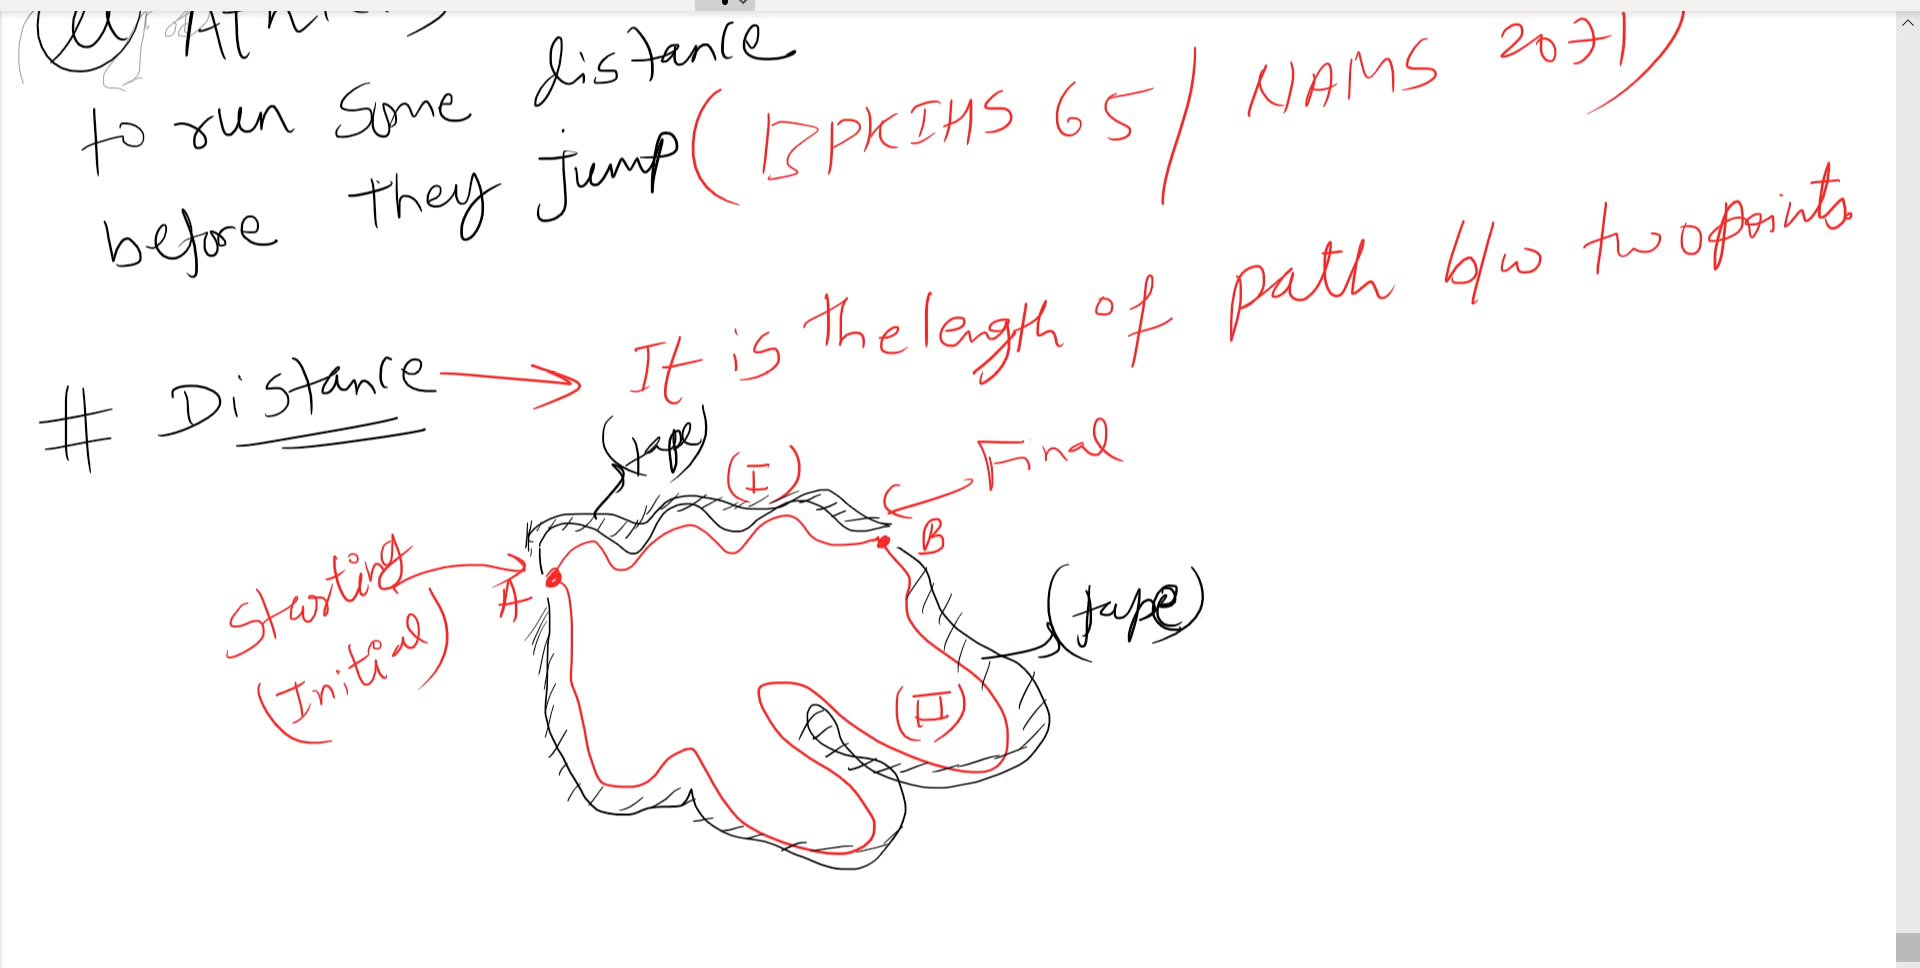 to run some distance
before they jump (BPKIHS 65 / NAMS 2071)
# Distance → It is the length of path b/w two points.
(tape)
(I)
Final
B
Starting
(Initial)
A
(tape)
(II)